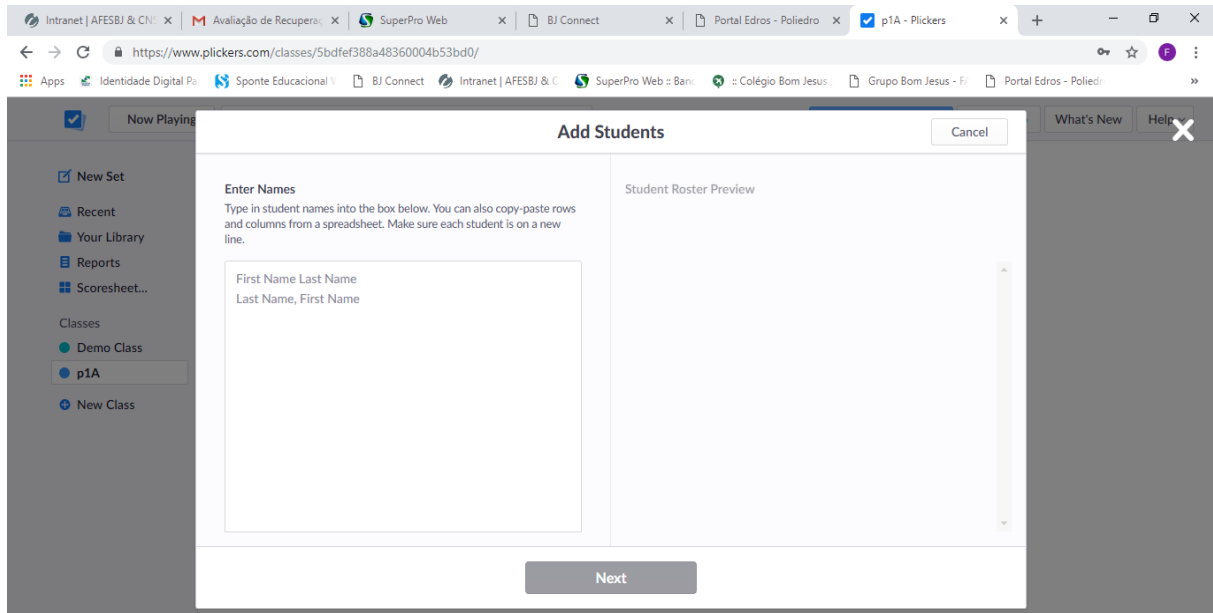 Intranet | AFESBJ & CNS
Avaliação de Recuperaç
SuperPro Web
BJ Connect
Portal Edros - Poliedro
p1A - Plickers
https://www.plickers.com/classes/5bdfef388a48360004b53bd0/
F
Apps
Identidade Digital Pa
Sponte Educacional
BJ Connect
Intranet | AFESBJ & C
SuperPro Web :: Banc
:: Colégio Bom Jesus
Grupo Bom Jesus - F
Portal Edros - Poliedr
»
Now Playing
Add Students
Cancel
What's New
Help
New Set
Recent
Your Library
Reports
Scoresheet...
Classes
Demo Class
p1A
New Class
Enter Names
Type in student names into the box below. You can also copy-paste rows
and columns from a spreadsheet. Make sure each student is on a new
line.
First Name Last Name
Last Name, First Name
Student Roster Preview
Next